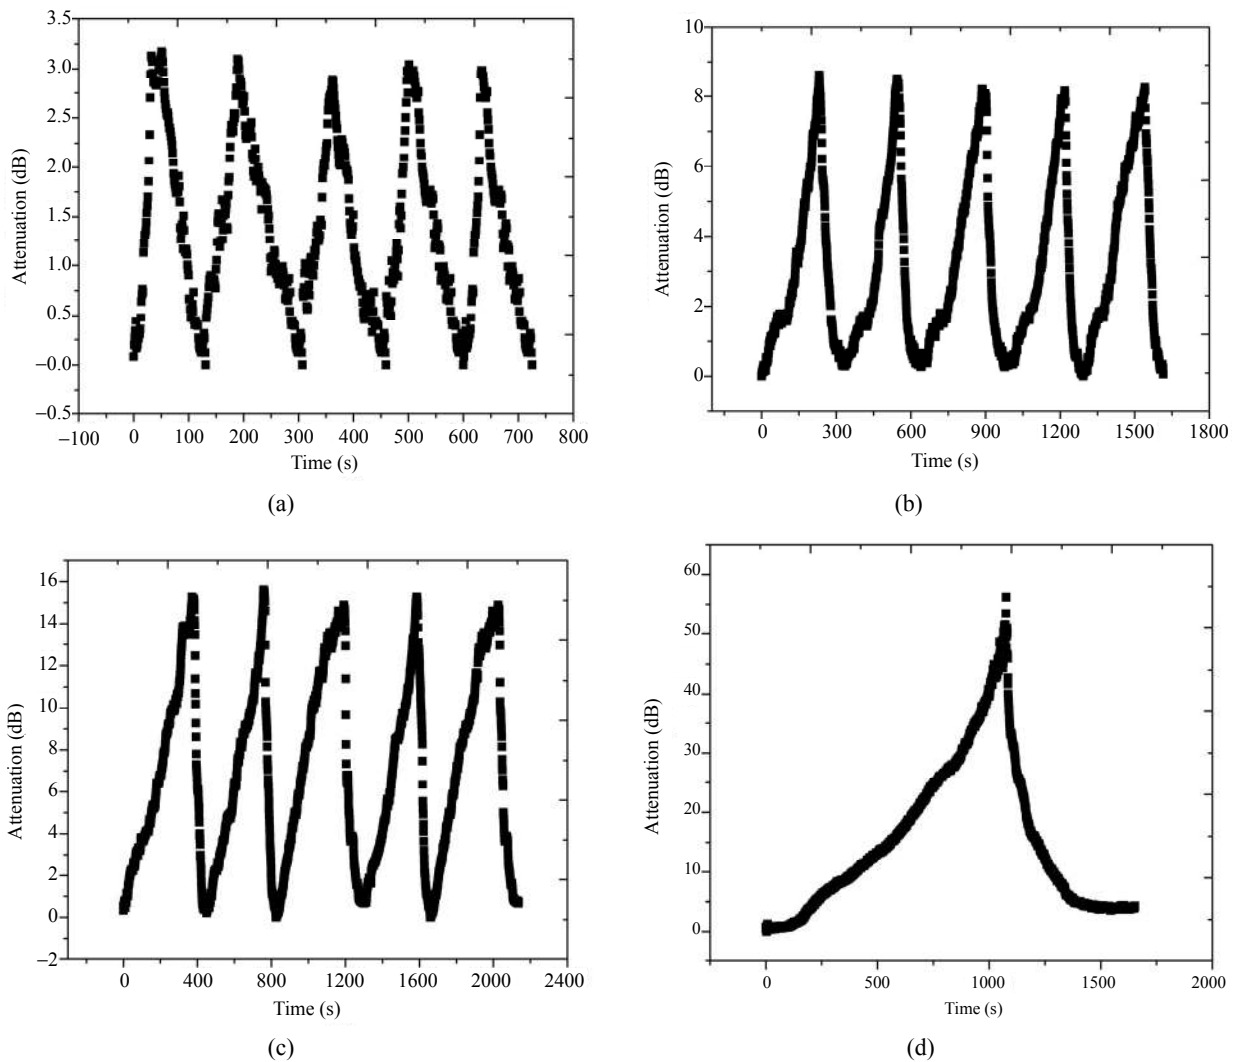 3.5
3.0
2.5
2.0
1.5
1.0
0.5
−0.0
−0.5
Attenuation (dB)
−100 0 100 200 300 400 500 600 700 800
Time (s)
(a)
10
8
6
4
2
0
Attenuation (dB)
0 300 600 900 1200 1500 1800
Time (s)
(b)
16
14
12
10
8
6
4
2
0
−2
Attenuation (dB)
0 400 800 1200 1600 2000 2400
Time (s)
(c)
60
50
40
30
20
10
0
Attenuation (dB)
0 500 1000 1500 2000
Time (s)
(d)